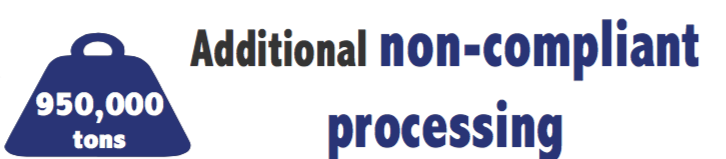 950,000
tons
Additional non-compliant
processing